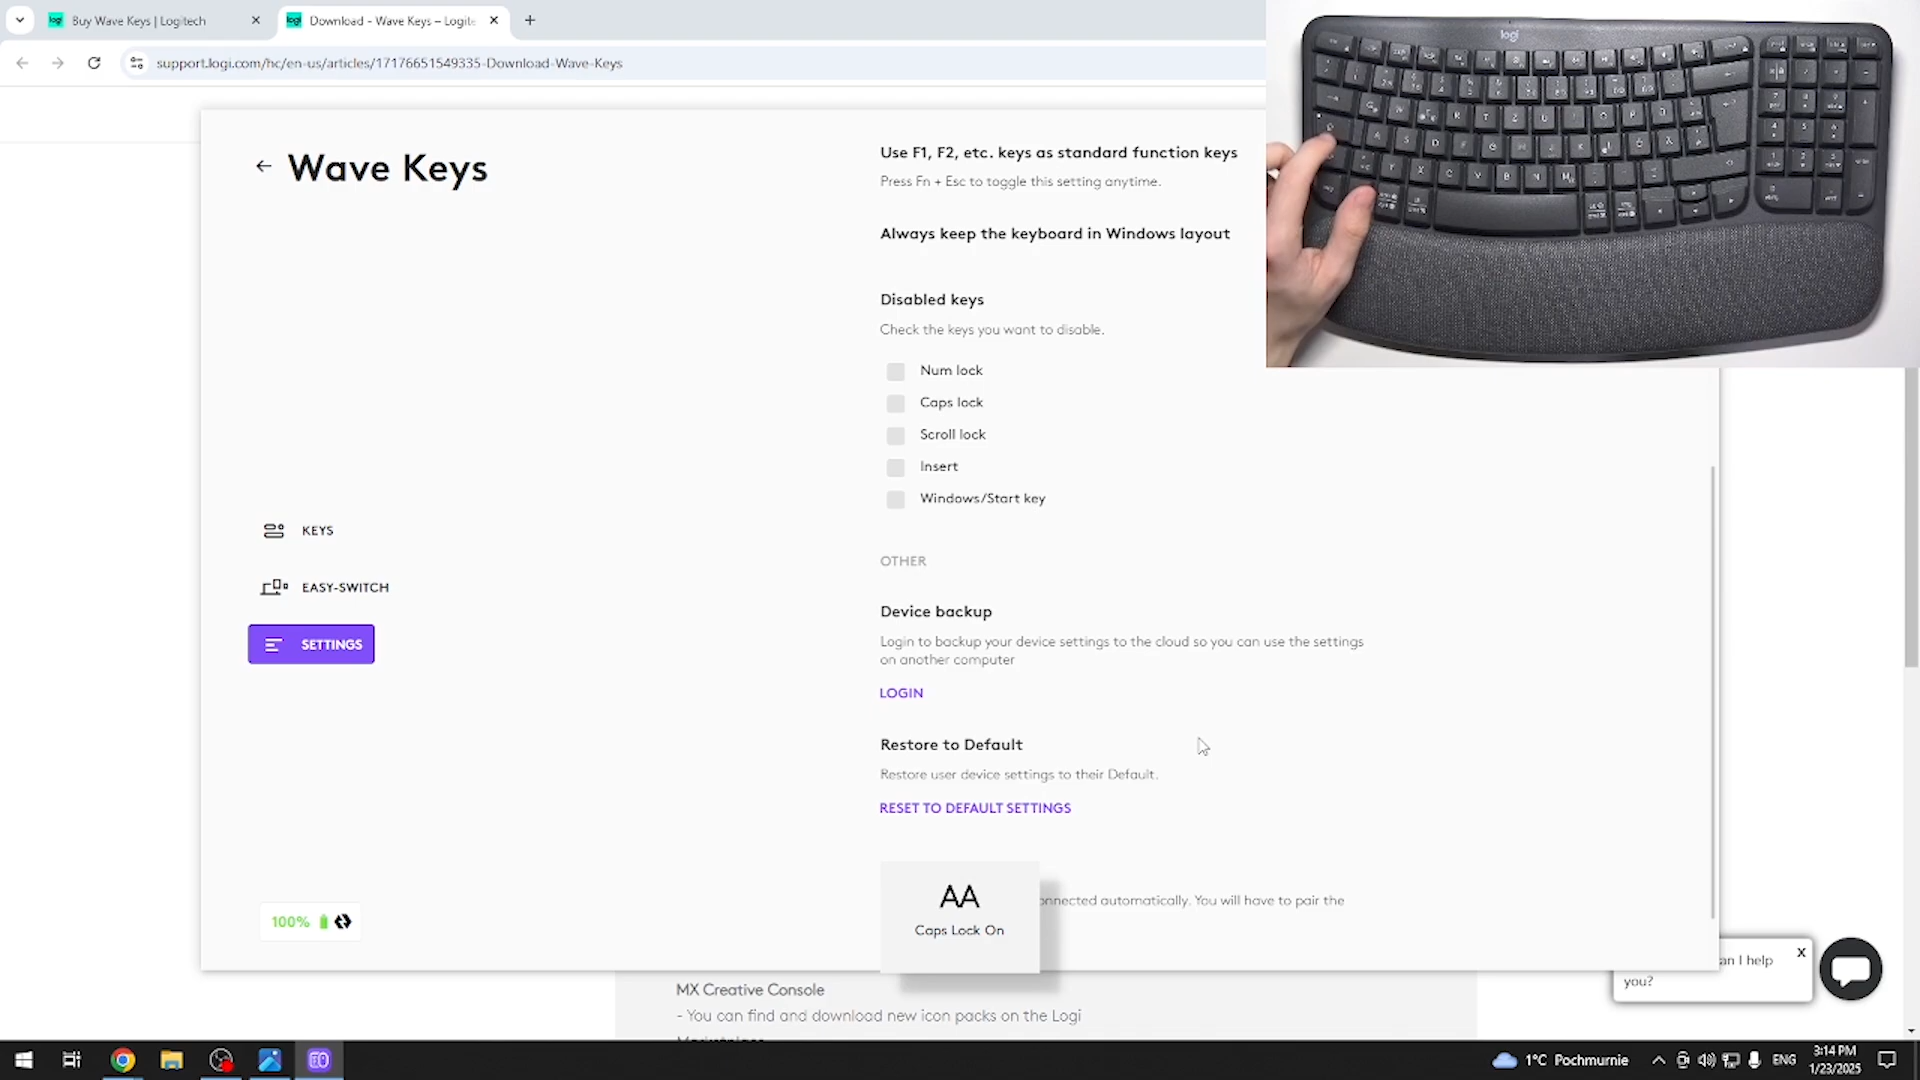 Buy Wave Keys | Logitech
Download - Wave Keys – Logite
support.logi.com/hc/en-us/articles/17176651549335-Download-Wave-Keys
logi
Wave Keys
Use F1, F2, etc. keys as standard function keys
Press Fn + Esc to toggle this setting anytime.
Always keep the keyboard in Windows layout
Disabled keys
Check the keys you want to disable.
Num lock
Caps lock
Scroll lock
Insert
Windows/Start key
KEYS
EASY-SWITCH
SETTINGS
OTHER
Device backup
Login to backup your device settings to the cloud so you can use the settings
on another computer
LOGIN
Restore to Default
Restore user device settings to their Default.
RESET TO DEFAULT SETTINGS
AA
Caps Lock On
onnected automatically. You will have to pair the
100%
an I help
you?
X
MX Creative Console
- You can find and download new icon packs on the Logi
1°C Pochmurnie
ENG
3:14 PM
1/23/2025